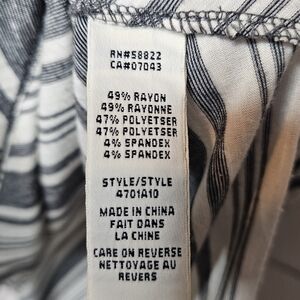 RN#58822
CA#07043
49% RAYON
49% RAYONNE
47% POLYETSER
47% POLYETSER
4% SPANDEX
4% SPANDEX
STYLE/STYLE
4701A10
MADE IN CHINA
FAIT DANS
LA CHINE
CARE ON REVERSE
NETTOYAGE AU
REVERS